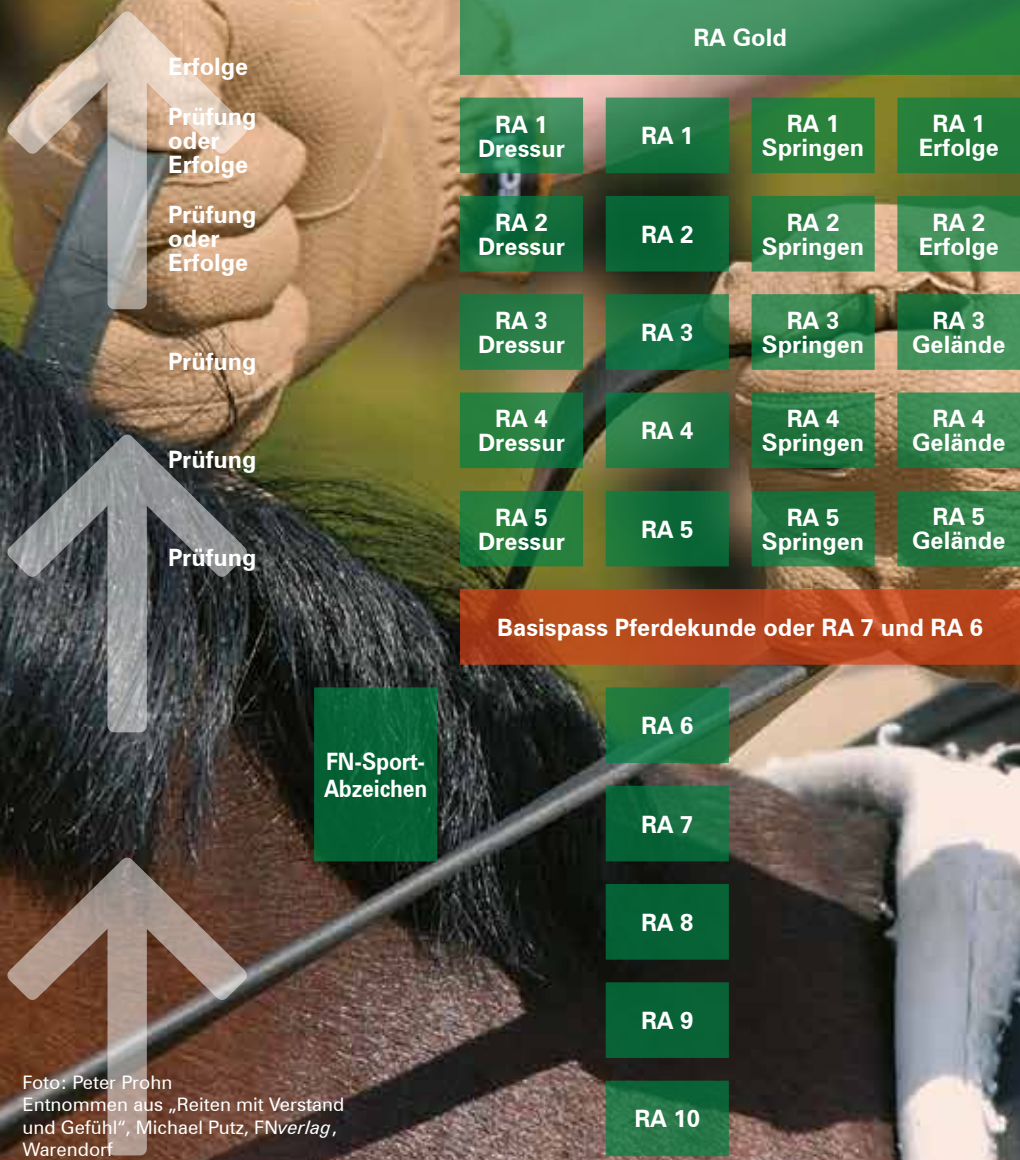 RA Gold
Erfolge
Prüfung
oder
Erfolge
RA 1
Dressur
RA 1
RA 1
Springen
RA 1
Erfolge
Prüfung
oder
Erfolge
RA 2
Dressur
RA 2
RA 2
Springen
RA 2
Erfolge
Prüfung
RA 3
Dressur
RA 3
RA 3
Springen
RA 3
Gelände
Prüfung
RA 4
Dressur
RA 4
RA 4
Springen
RA 4
Gelände
Prüfung
RA 5
Dressur
RA 5
RA 5
Springen
RA 5
Gelände
Basispass Pferdekunde oder RA 7 und RA 6
FN-Sport-
Abzeichen
RA 6
RA 7
RA 8
RA 9
RA 10
Foto: Peter Prohn
Entnommen aus „Reiten mit Verstand
und Gefühl“, Michael Putz, FNverlag,
Warendorf